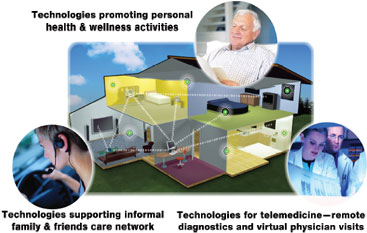 Technologies promoting personal
health & wellness activities
Technologies supporting informal
family & friends care network
Technologies for telemedicine—remote
diagnostics and virtual physician visits